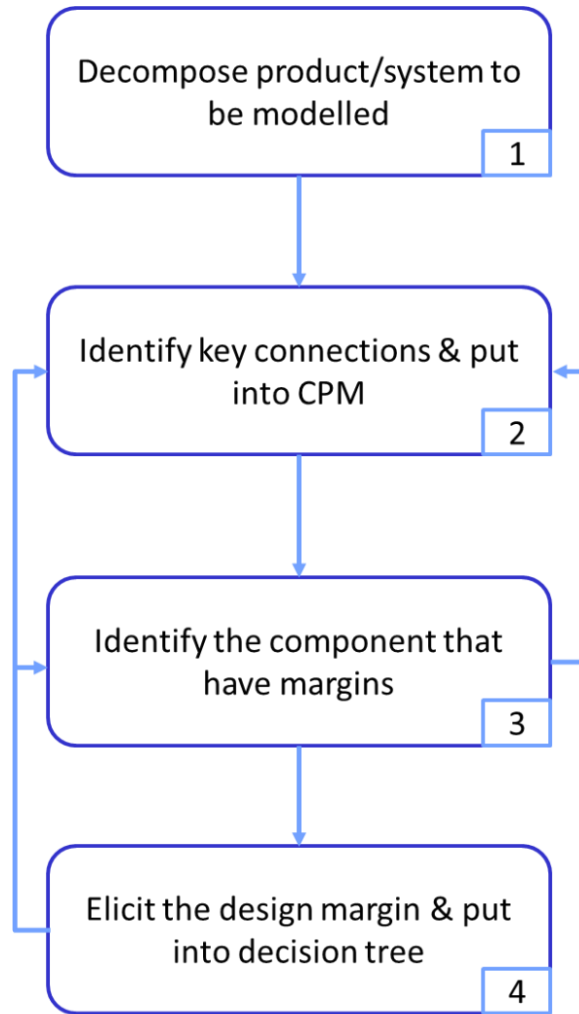 Decompose product/system to
be modelled
1
Identify key connections & put
into CPM
2
Identify the component that
have margins
3
Elicit the design margin & put
into decision tree
4